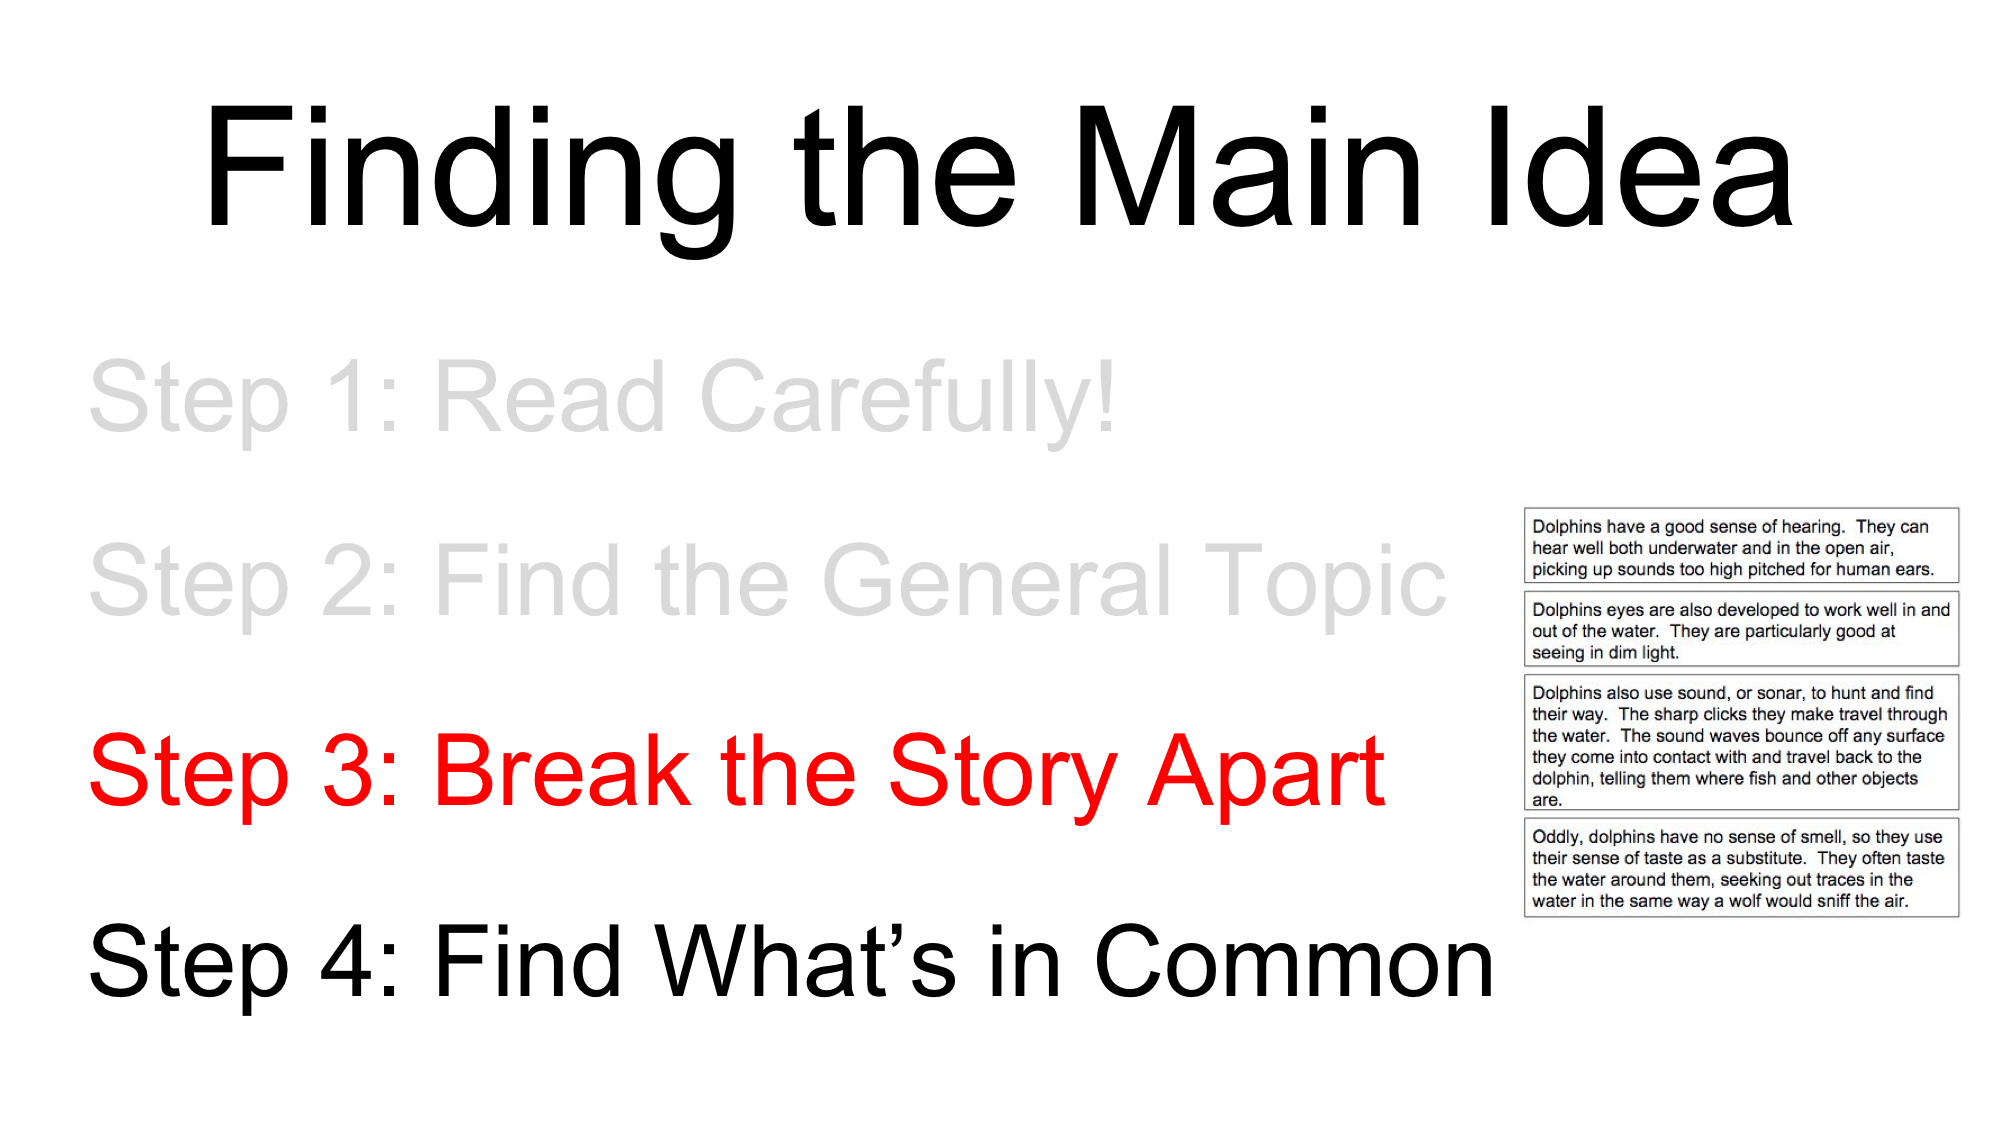 Finding the Main Idea
Step 1: Read Carefully!
Step 2: Find the General Topic
Step 3: Break the Story Apart
Step 4: Find What’s in Common
Dolphins have a good sense of hearing.  They can
hear well both underwater and in the open air,
picking up sounds too high pitched for human ears.
Dolphins eyes are also developed to work well in and
out of the water.  They are particularly good at
seeing in dim light.
Dolphins also use sound, or sonar, to hunt and find
their way.  The sharp clicks they make travel through
the water.  The sound waves bounce off any surface
they come into contact with and travel back to the
dolphin, telling them where fish and other objects
are.
Oddly, dolphins have no sense of smell, so they use
their sense of taste as a substitute.  They often taste
the water around them, seeking out traces in the
water in the same way a wolf would sniff the air.